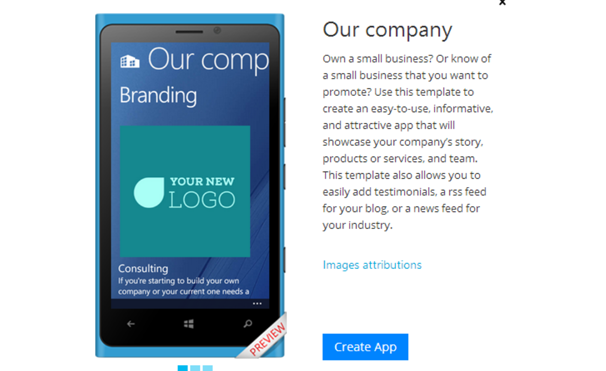 x
Our comp
Branding
YOUR NEW
LOGO
Consulting
If you're starting to build your own
company or your current one needs a
...
PREVIEW
Our company
Own a small business? Or know of
a small business that you want to
promote? Use this template to
create an easy-to-use, informative,
and attractive app that will
showcase your company's story,
products or services, and team.
This template also allows you to
easily add testimonials, a rss feed
for your blog, or a news feed for
your industry.
Images attributions
Create App